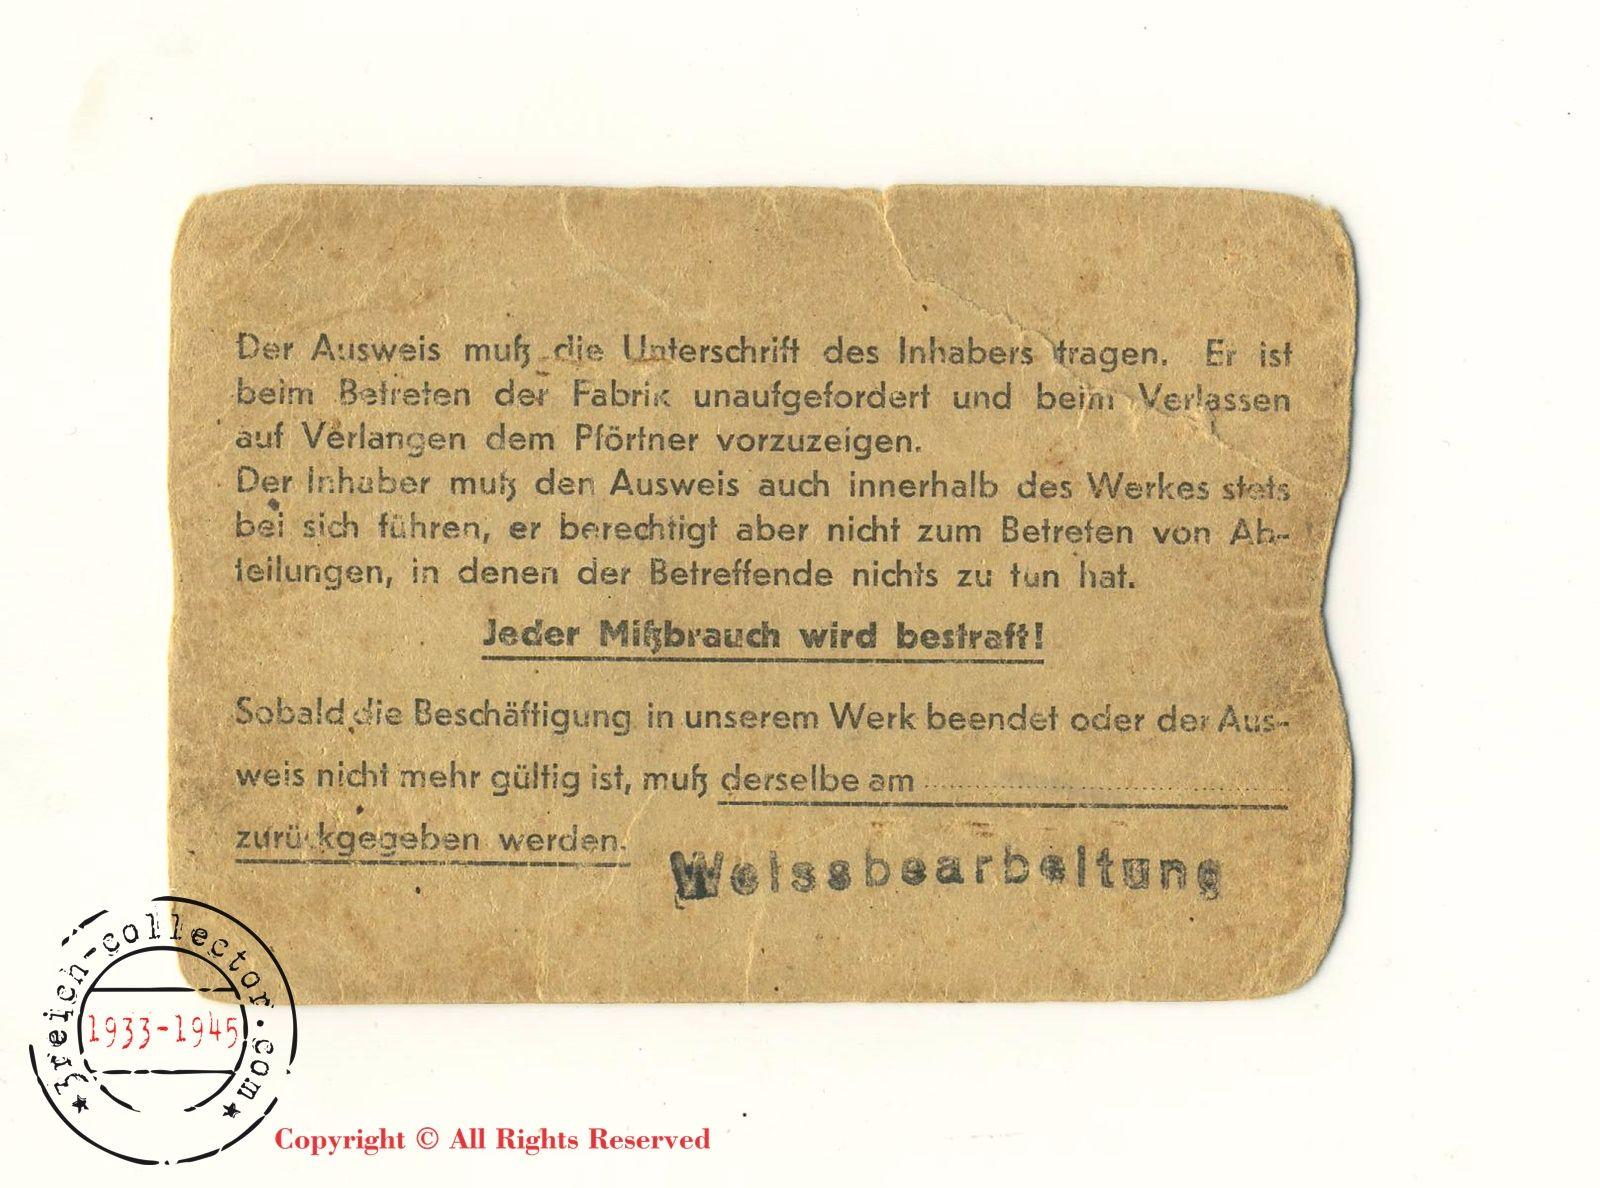 Der Ausweis muß die Unterschrift des Inhabers tragen. Er ist
beim Betreten der Fabrik unaufgefordert und beim Verlassen
auf Verlangen dem Pförtner vorzuzeigen.
Der Inhaber muß den Ausweis auch innerhalb des Werkes stets
bei sich führen, er berechtigt aber nicht zum Betreten von Ab-
teilungen, in denen der Betreffende nichts zu tun hat.
Jeder Mißbrauch wird bestraft!
Sobald die Beschäftigung in unserem Werk beendet oder der Aus-
weis nicht mehr gültig ist, muß derselbe am
zurückgegeben werden.
Weissbearbeitung
3reich-collector.com
1933-1945
Copyright © All Rights Reserved